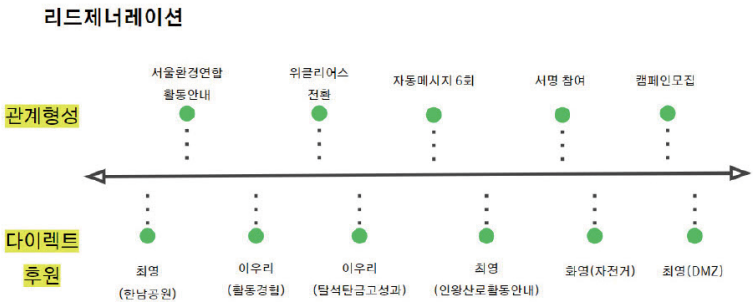 리드제너레이션
서울환경연합
활동안내
위클리어스
전환
자동메시지 6회
서명 참여
캠페인모집
관계형성
다이렉트
후원
최영
(한남공원)
이우리
(활동경험)
이우리
(탈석탄금고성과)
최영
(인왕산로활동안내)
화영(자전거)
최영(DMZ)